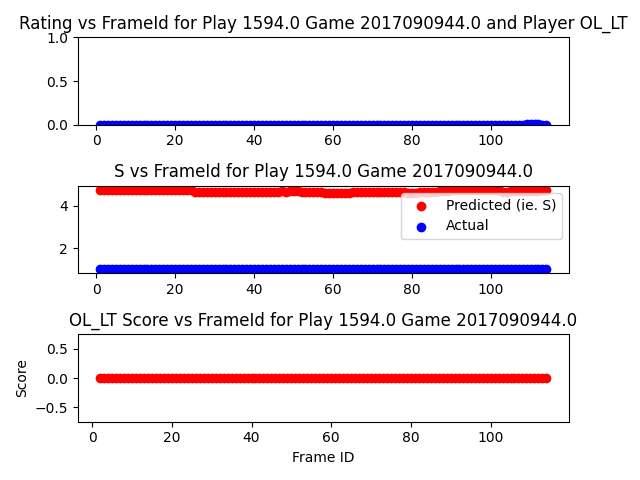 Rating vs FrameId for Play 1594.0 Game 2017090944.0 and Player OL_LT
1.0
0.5
0.0
0 20 40 60 80 100
S vs FrameId for Play 1594.0 Game 2017090944.0
4
2
Predicted (ie. S)
Actual
0 20 40 60 80 100
OL_LT Score vs FrameId for Play 1594.0 Game 2017090944.0
Score
0.5
0.0
−0.5
0 20 40 60 80 100
Frame ID